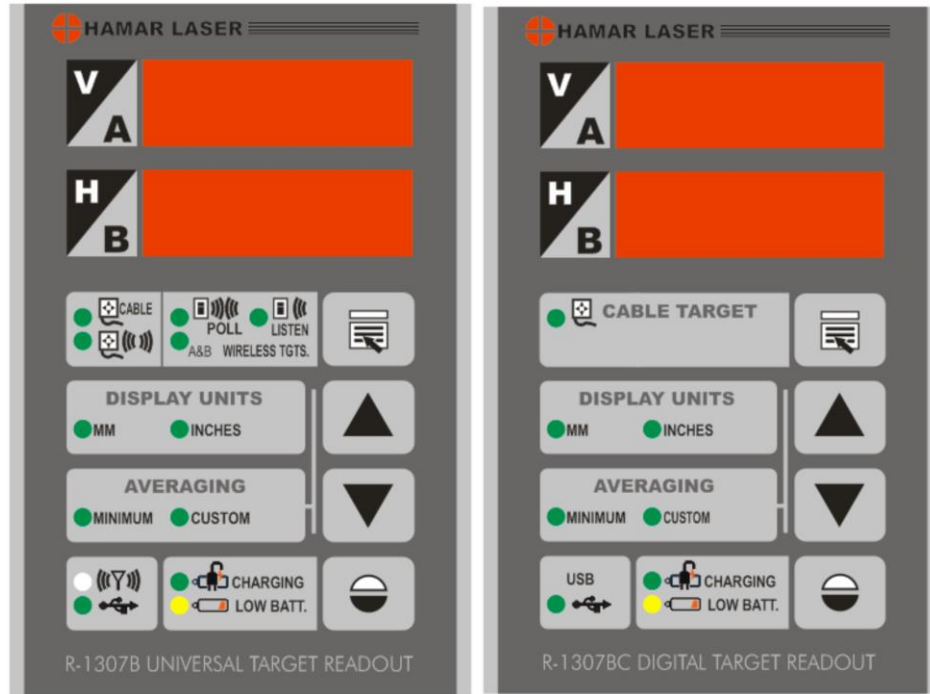 HAMAR LASER
V
A
H
B
CABLE
POLL
LISTEN
A&B WIRELESS TGTS.
DISPLAY UNITS
MM INCHES
AVERAGING
MINIMUM CUSTOM
CHARGING
LOW BATT.
R-1307B UNIVERSAL TARGET READOUT
HAMAR LASER
V
A
H
B
CABLE TARGET
DISPLAY UNITS
MM INCHES
AVERAGING
MINIMUM CUSTOM
USB
CHARGING
LOW BATT.
R-1307BC DIGITAL TARGET READOUT